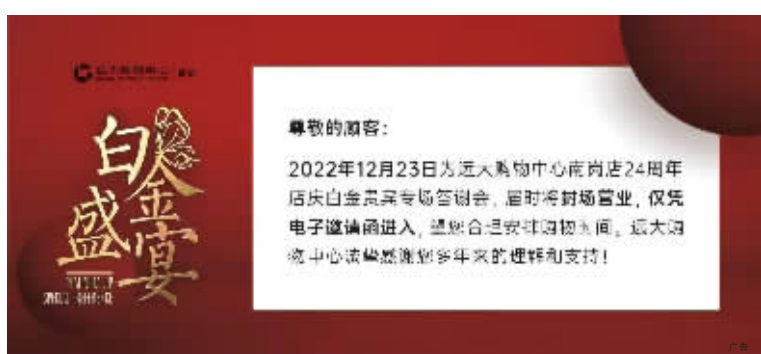 白金盛宴
尊敬的顾客：
2022年12月23日为远大购物中心南岗店24周年
店庆白金贵宾专场答谢会，届时将封场营业，仅凭
电子邀请函进入，望您合理安排购物时间。远大购
物中心诚挚感谢您多年来的理解和支持！
广告